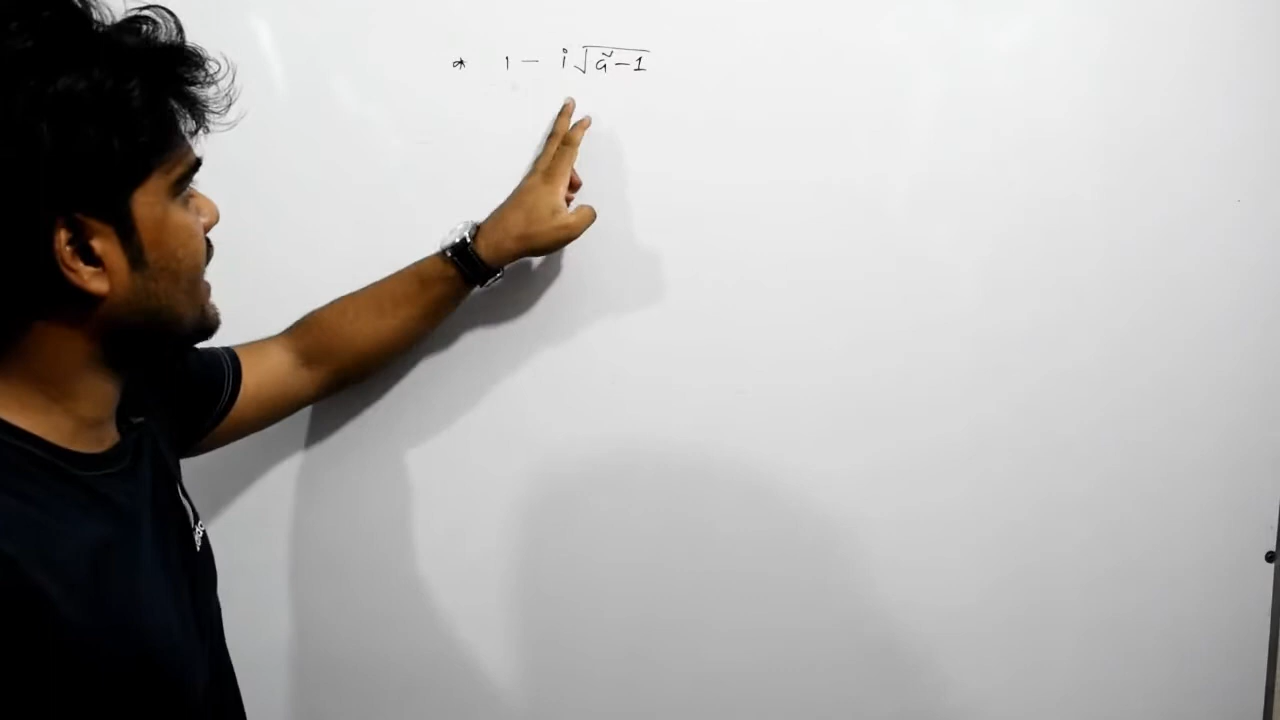 * 1 - i√(a² - 1)